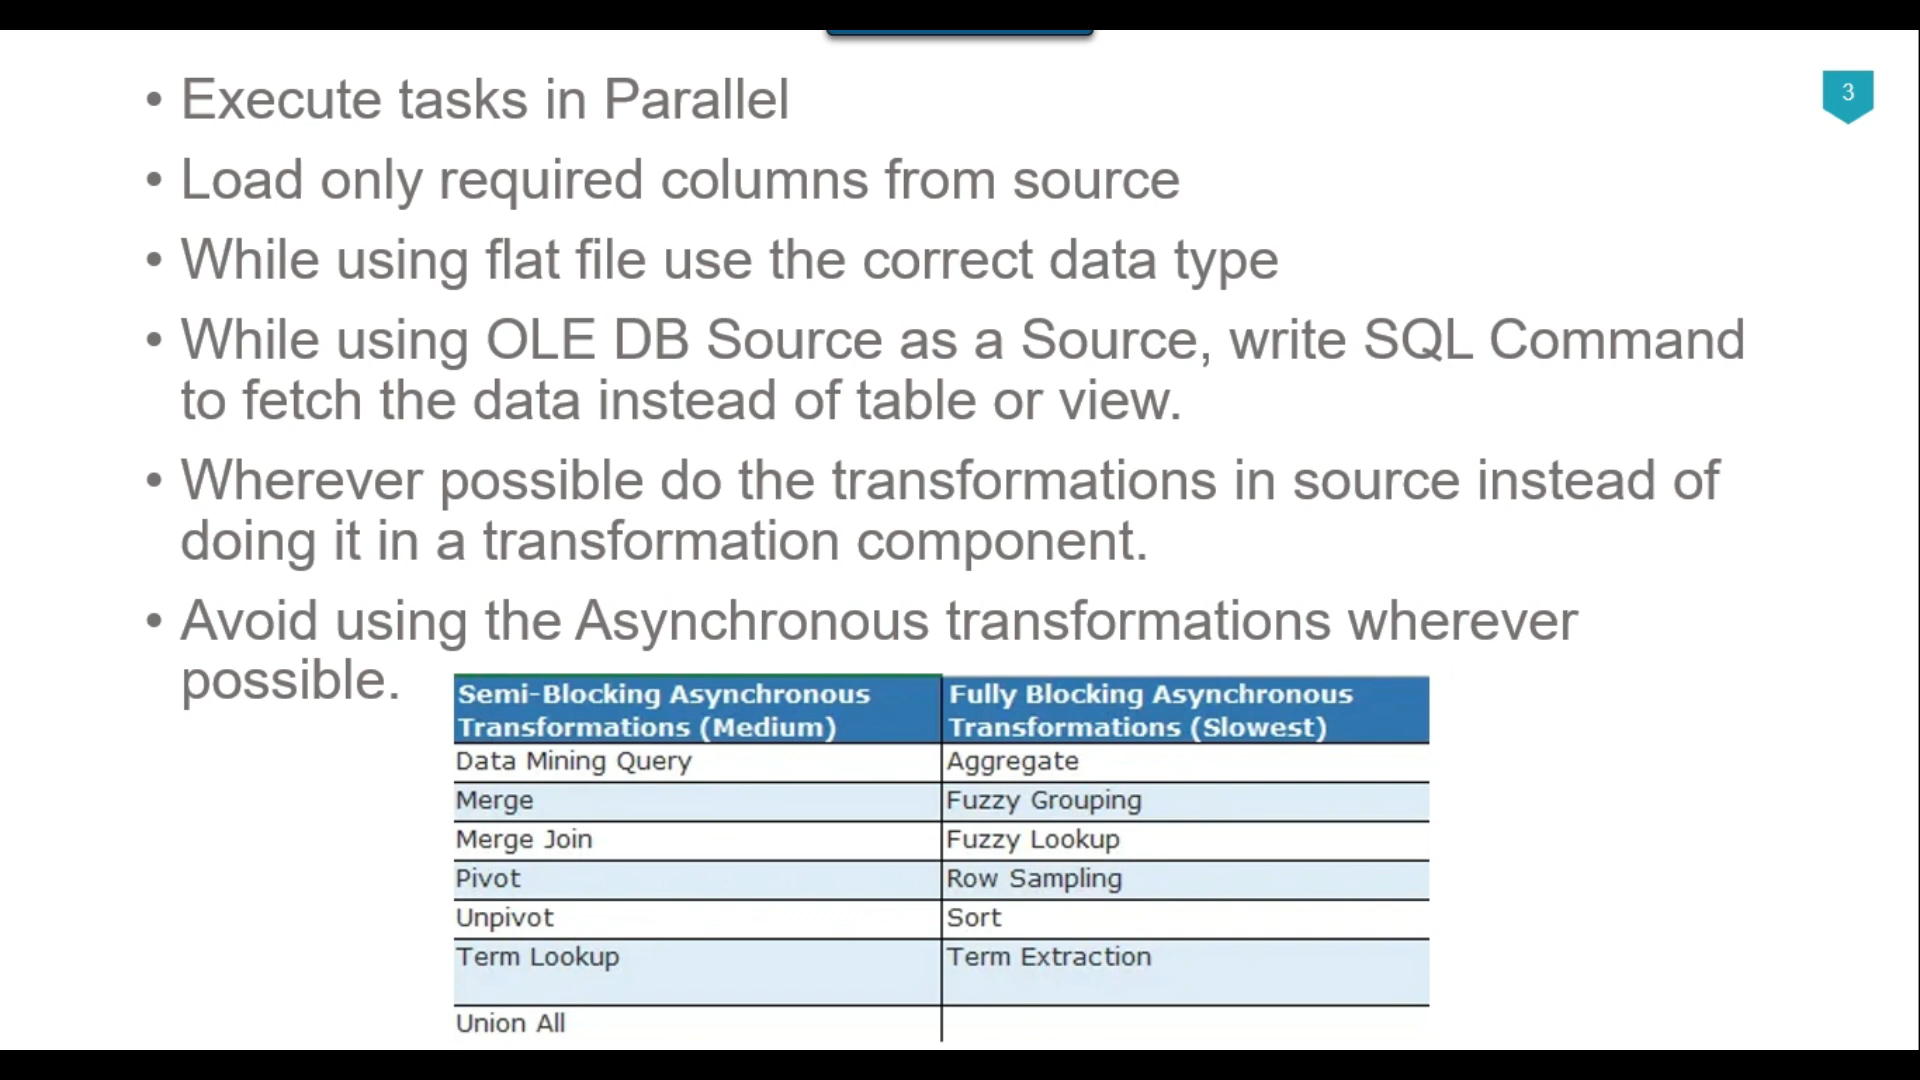 3
• Execute tasks in Parallel
• Load only required columns from source
• While using flat file use the correct data type
• While using OLE DB Source as a Source, write SQL Command
to fetch the data instead of table or view.
• Wherever possible do the transformations in source instead of
doing it in a transformation component.
• Avoid using the Asynchronous transformations wherever
possible.
Semi-Blocking Asynchronous Transformations (Medium) Fully Blocking Asynchronous Transformations (Slowest)
Data Mining Query Aggregate
Merge Fuzzy Grouping
Merge Join Fuzzy Lookup
Pivot Row Sampling
Unpivot Sort
Term Lookup Term Extraction
Union All